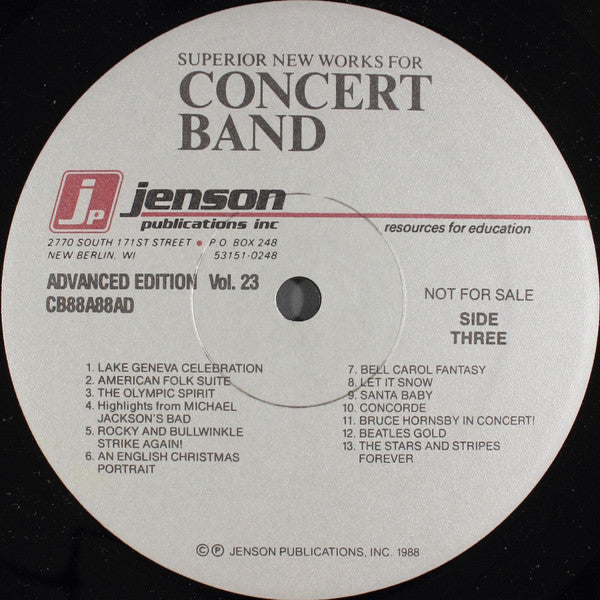 SUPERIOR NEW WORKS FOR
CONCERT
BAND
jp
jenson
publications inc
resources for education
2770 SOUTH 171ST STREET • P O BOX 248
NEW BERLIN, WI 53151-0248
ADVANCED EDITION Vol. 23
CB88A88AD
NOT FOR SALE
SIDE
THREE
1. LAKE GENEVA CELEBRATION
2. AMERICAN FOLK SUITE
3. THE OLYMPIC SPIRIT
4. Highlights from MICHAEL
JACKSON'S BAD
5. ROCKY AND BULLWINKLE
STRIKE AGAIN!
6. AN ENGLISH CHRISTMAS
PORTRAIT
7. BELL CAROL FANTASY
8. LET IT SNOW
9. SANTA BABY
10. CONCORDE
11. BRUCE HORNSBY IN CONCERT!
12. BEATLES GOLD
13. THE STARS AND STRIPES
FOREVER
© ℗ JENSON PUBLICATIONS, INC. 1988